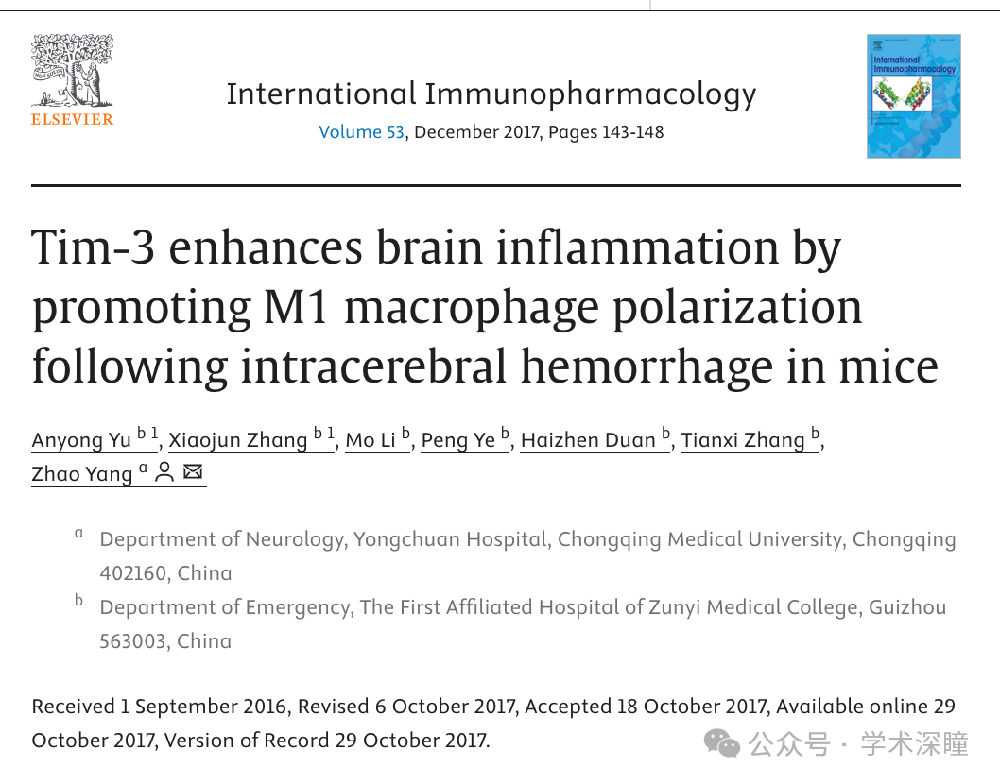 International Immunopharmacology
Volume 53, December 2017, Pages 143-148
ELSEVIER
International
Immunopharmacology
Tim-3 enhances brain inflammation by
promoting M1 macrophage polarization
following intracerebral hemorrhage in mice
Anyong Yu b 1, Xiaojun Zhang b 1, Mo Li b, Peng Ye b, Haizhen Duan b, Tianxi Zhang b,
Zhao Yang a
a Department of Neurology, Yongchuan Hospital, Chongqing Medical University, Chongqing
402160, China
b Department of Emergency, The First Affiliated Hospital of Zunyi Medical College, Guizhou
563003, China
Received 1 September 2016, Revised 6 October 2017, Accepted 18 October 2017, Available online 29
October 2017, Version of Record 29 October 2017.
公众号 · 学术深瞳